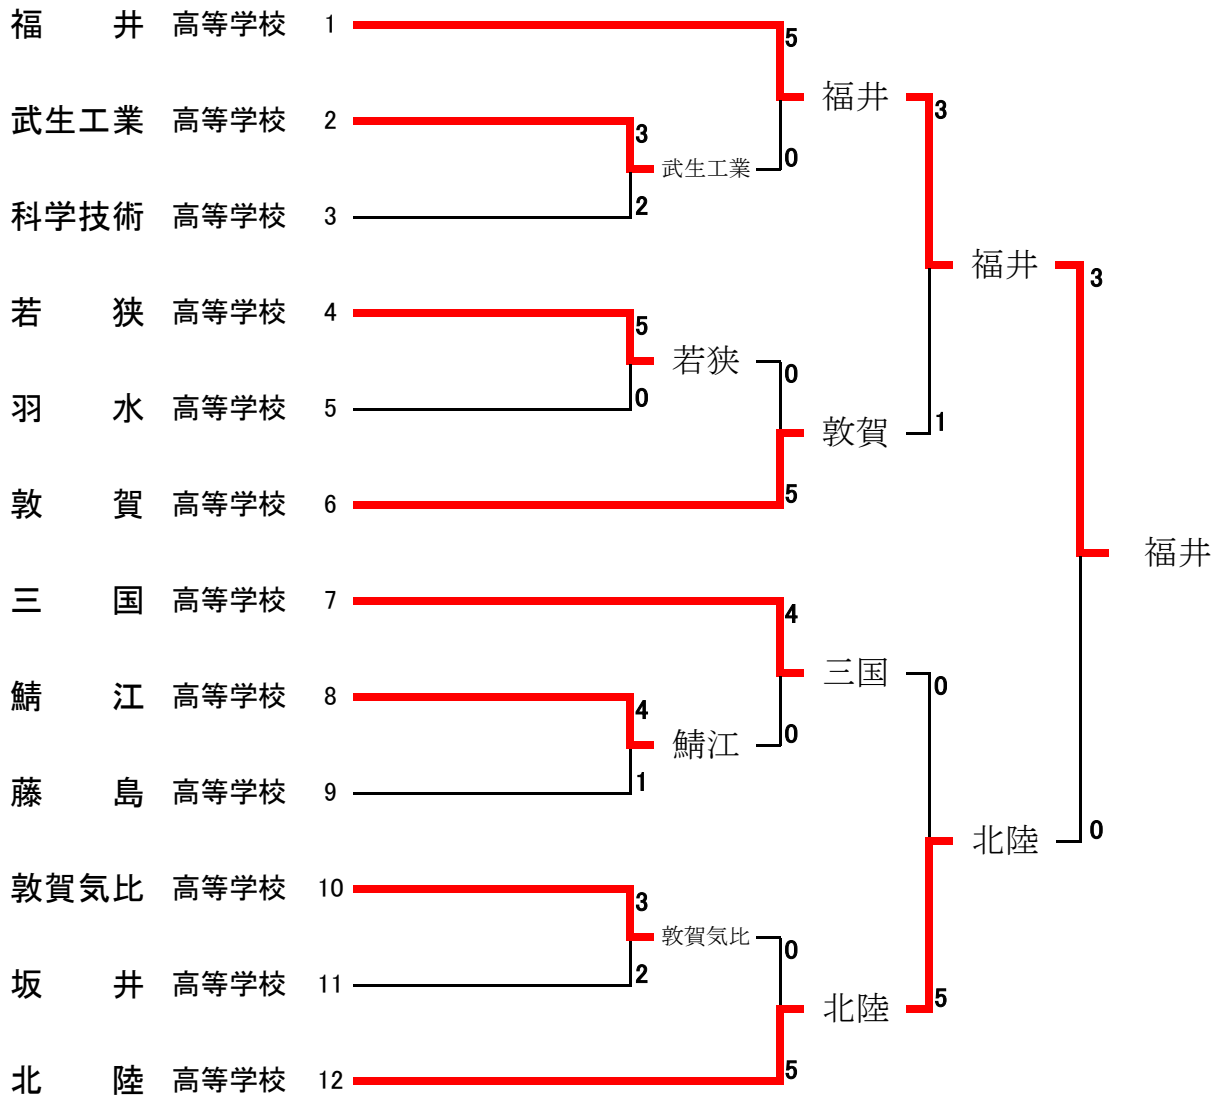 福井 高等学校 1
5
福井
3
武生工業 高等学校 2
3
武生工業
0
2
科学技術 高等学校 3
福井
3
若狭 高等学校 4
5
若狭
0
0
羽水 高等学校 5
敦賀
1
5
敦賀 高等学校 6
福井
三国 高等学校 7
4
三国
0
鯖江 高等学校 8
4
鯖江
0
1
藤島 高等学校 9
北陸
0
敦賀気比 高等学校 10
3
敦賀気比
0
2
坂井 高等学校 11
北陸
5
5
北陸 高等学校 12